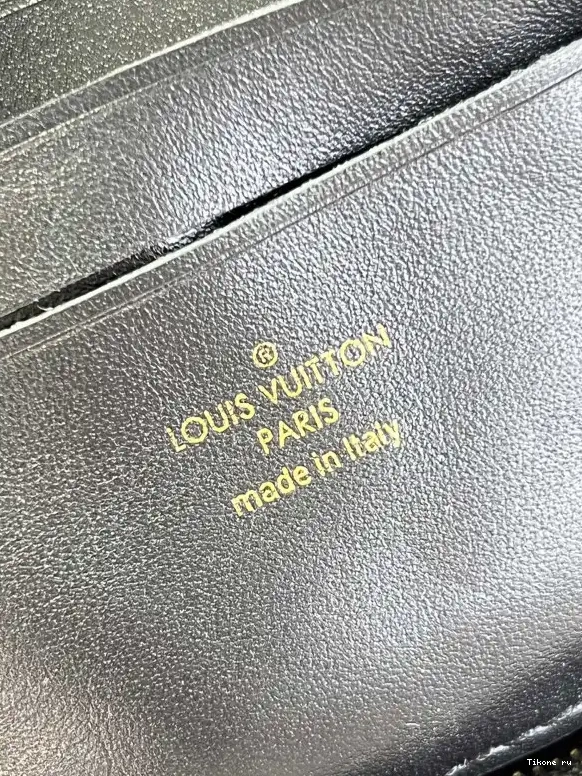 ®
LOUIS VUITTON
PARIS
made in Italy
Tikone ru